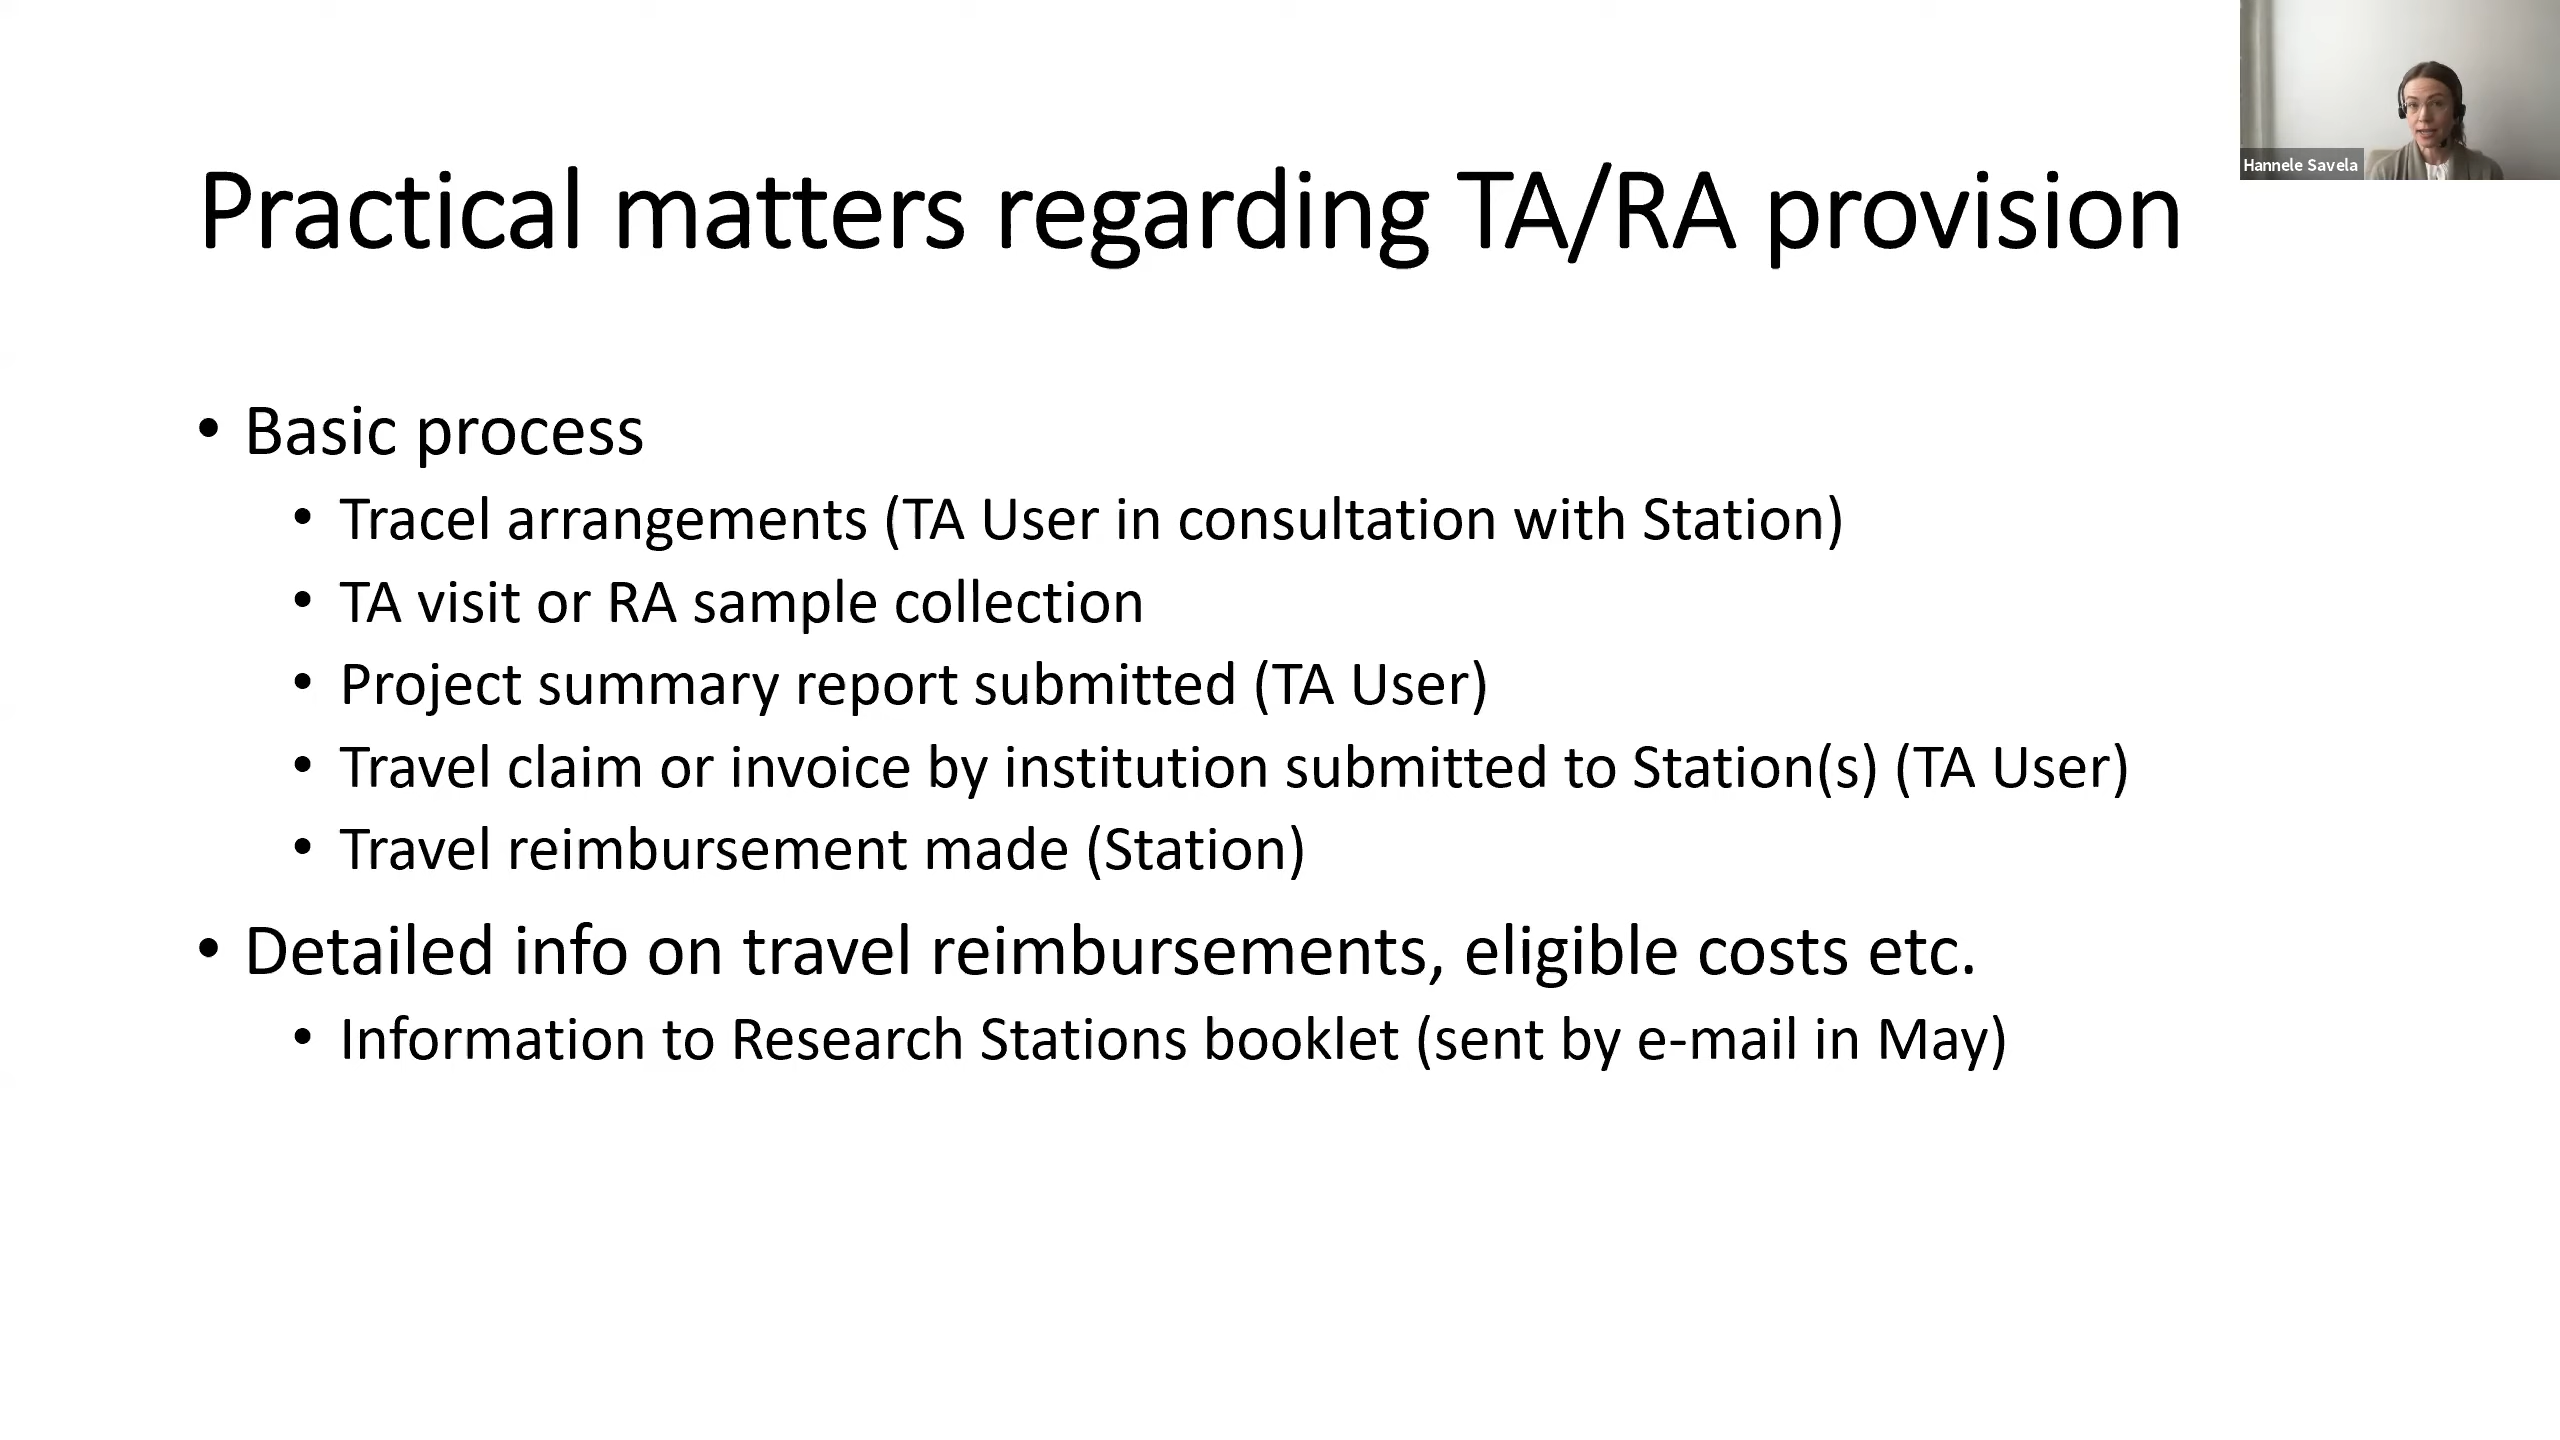 Hannele Savela
Practical matters regarding TA/RA provision
• Basic process
• Tracel arrangements (TA User in consultation with Station)
• TA visit or RA sample collection
• Project summary report submitted (TA User)
• Travel claim or invoice by institution submitted to Station(s) (TA User)
• Travel reimbursement made (Station)
• Detailed info on travel reimbursements, eligible costs etc.
• Information to Research Stations booklet (sent by e-mail in May)